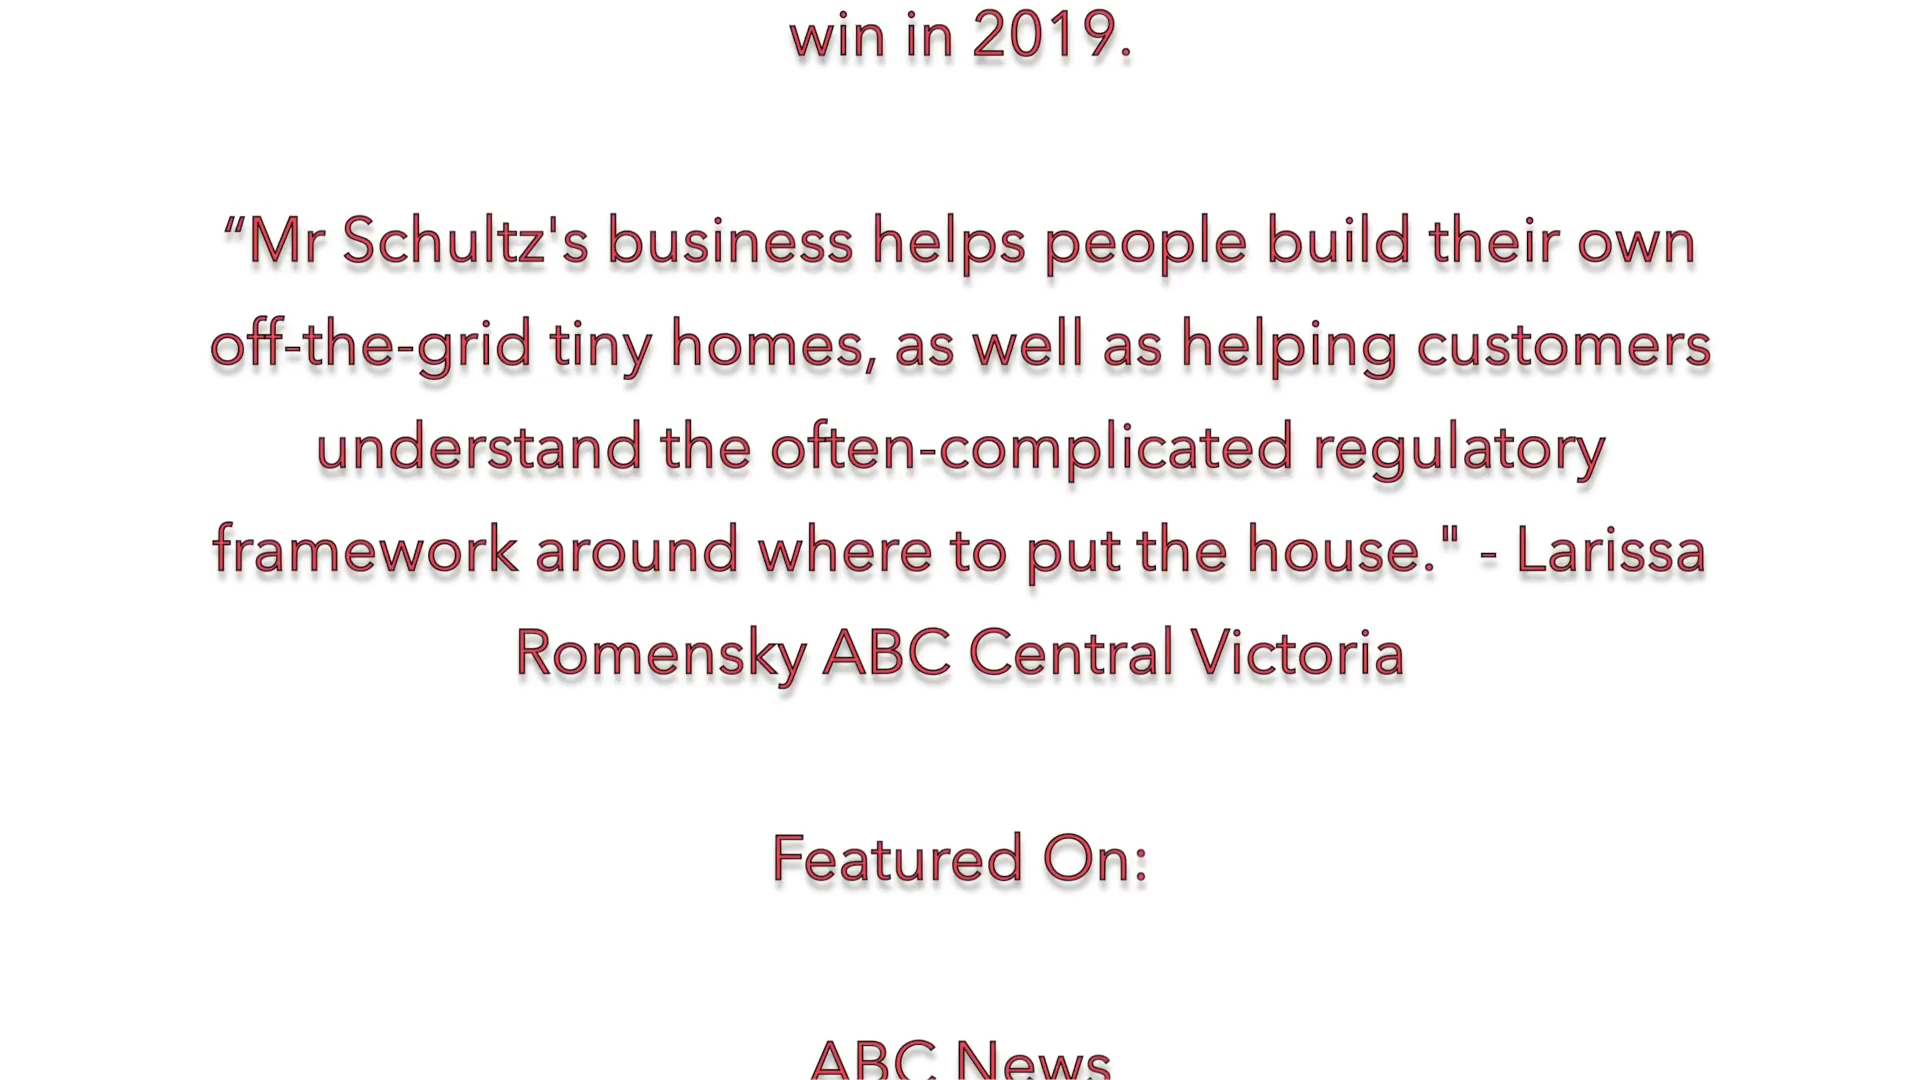 win in 2019.
“Mr Schultz's business helps people build their own
off-the-grid tiny homes, as well as helping customers
understand the often-complicated regulatory
framework around where to put the house." - Larissa
Romensky ABC Central Victoria
Featured On:
ABC News